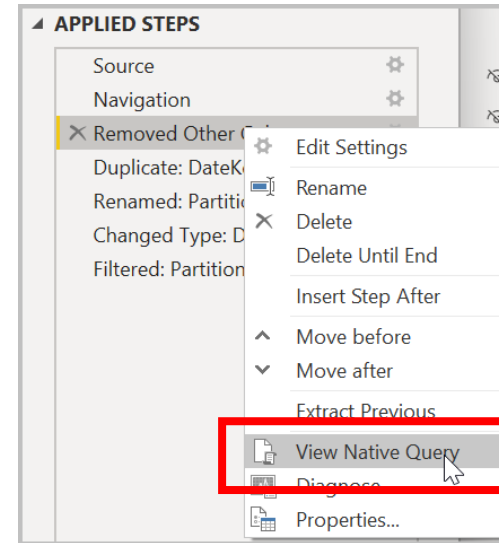 APPLIED STEPS
Source
Navigation
Removed Other
Duplicate: DateK
Renamed: Partitio
Changed Type: D
Filtered: Partition
Edit Settings
Rename
Delete
Delete Until End
Insert Step After
Move before
Move after
Extract Previous
View Native Query
Diagnose
Properties...